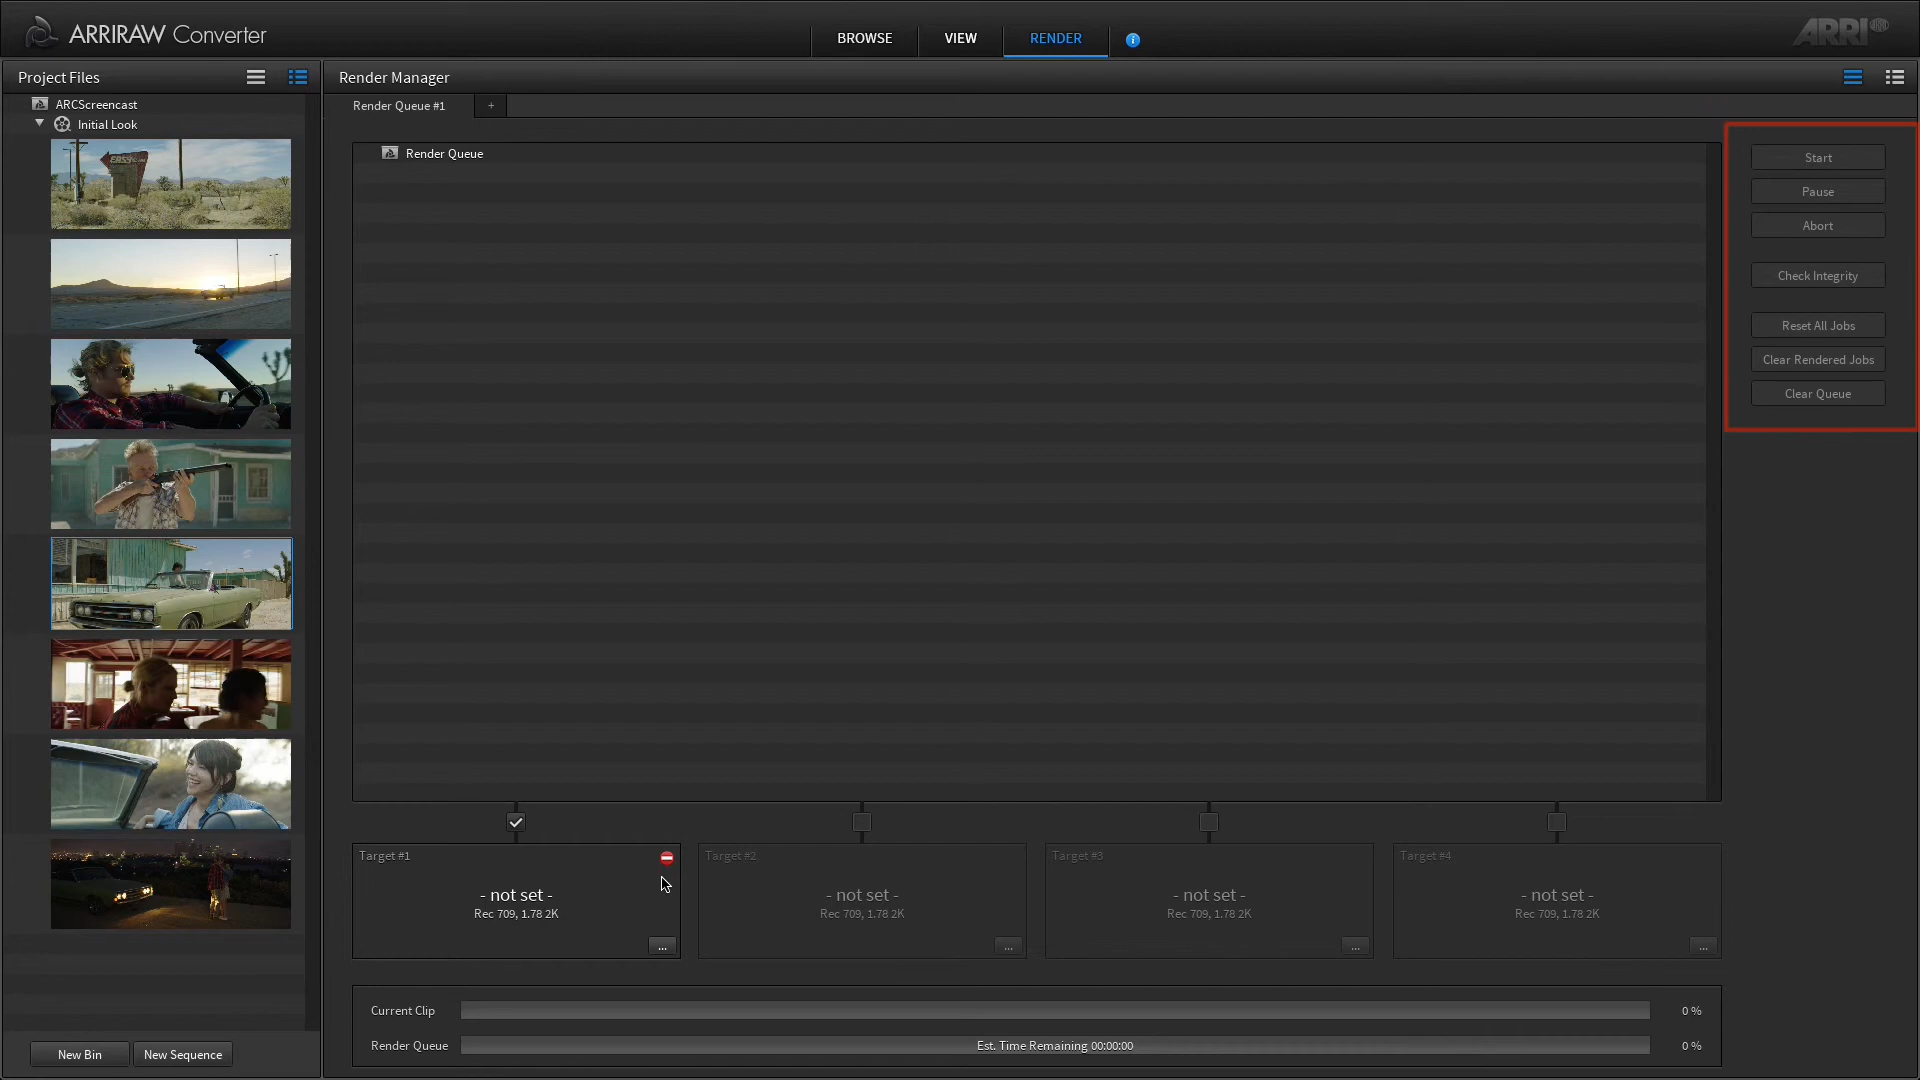 ARRIRAW Converter
BROWSE
VIEW
RENDER
i
ARRI
Project Files
Render Manager
ARCScreencast
Initial Look
Render Queue #1
+
Render Queue
Start
Pause
Abort
Check Integrity
Reset All Jobs
Clear Rendered Jobs
Clear Queue
EASY
Target #1
- not set -
Rec 709, 1.78 2K
...
Target #2
- not set -
Rec 709, 1.78 2K
...
Target #3
- not set -
Rec 709, 1.78 2K
...
Target #4
- not set -
Rec 709, 1.78 2K
...
Current Clip
0 %
Render Queue
Est. Time Remaining 00:00:00
0 %
New Bin
New Sequence